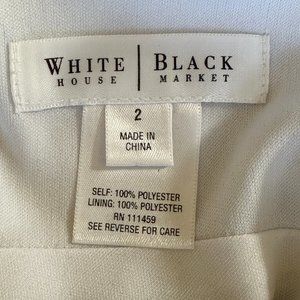 WHITE | BLACK
HOUSE | MARKET
2
MADE IN
CHINA
SELF: 100% POLYESTER
LINING: 100% POLYESTER
RN 111459
SEE REVERSE FOR CARE